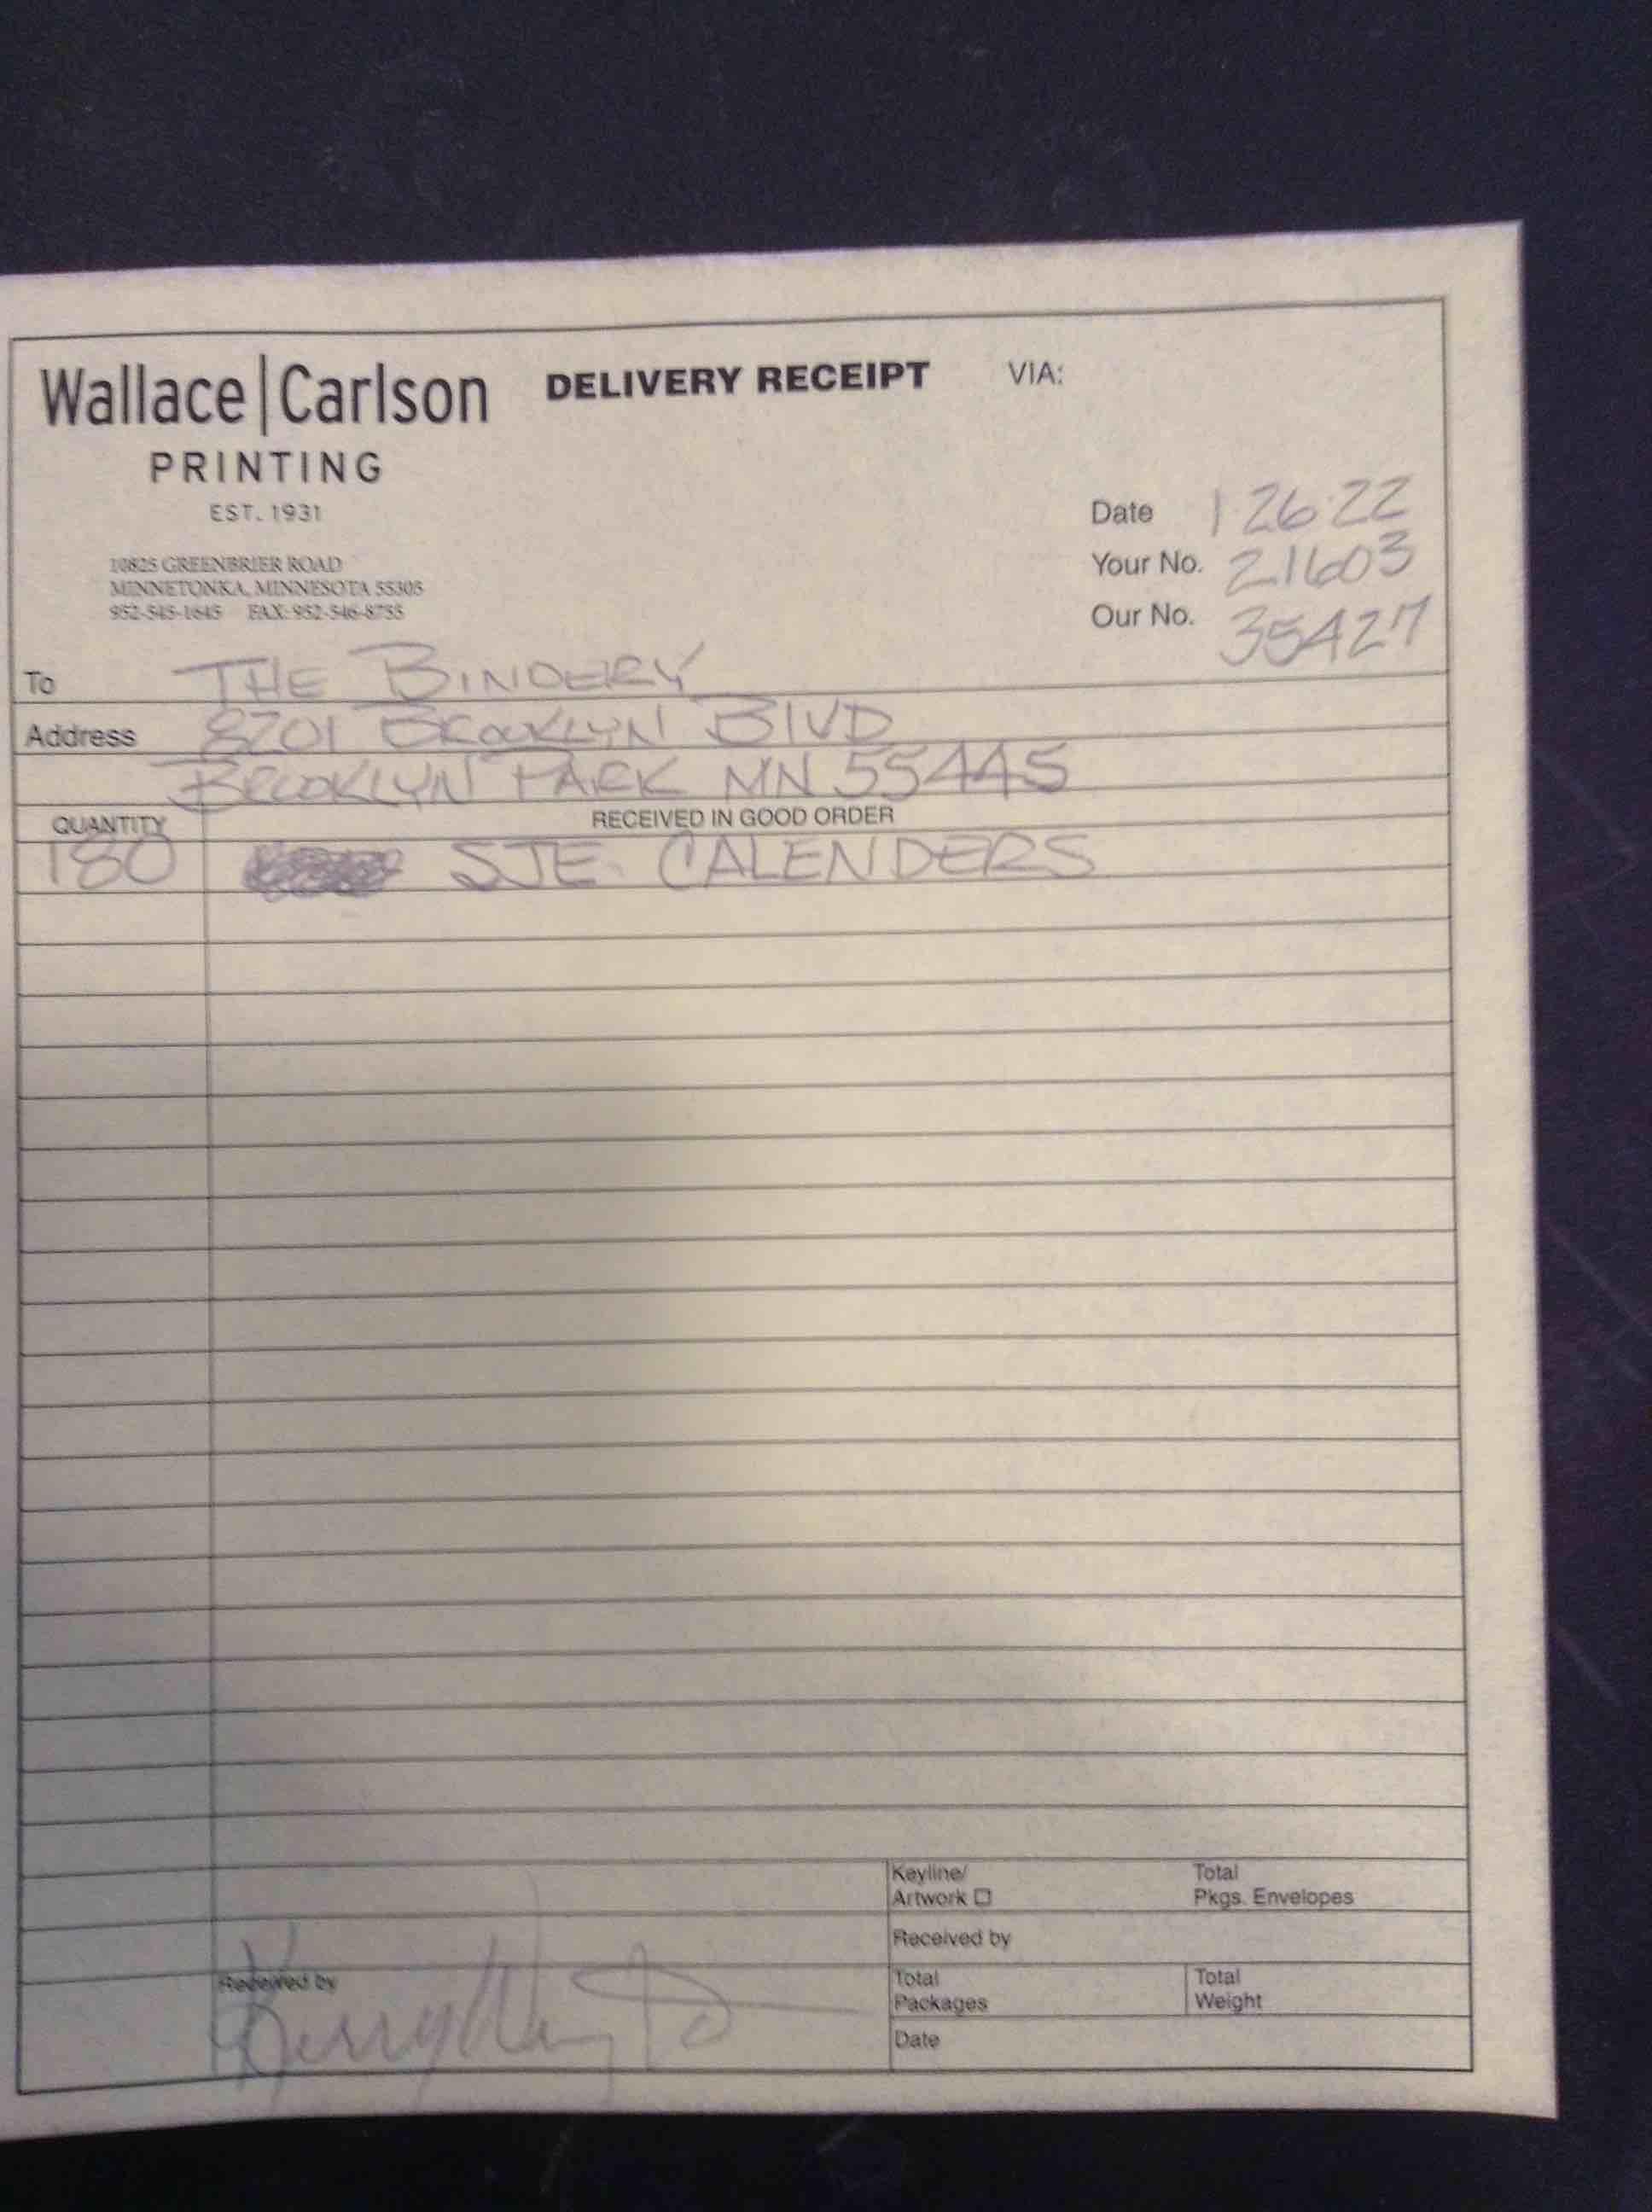 Wallace|Carlson DELIVERY RECEIPT VIA:
PRINTING
EST. 1931
Date 1 26 22
10825 GREENBRIER ROAD
Your No. 21603
MINNETONKA, MINNESOTA 55305
952-545-1645 FAX: 952-546-8755
Our No. 35427
To THE BINDERY
Address 8201 BROOKLYN BLVD
BROOKLYN PARK MN 55445
QUANTITY RECEIVED IN GOOD ORDER
180 SJE CALENDERS
Keyline/ Total
Artwork Pkgs. Envelopes
Received by
Received by Total Total
Packages Weight
Kerry
Date